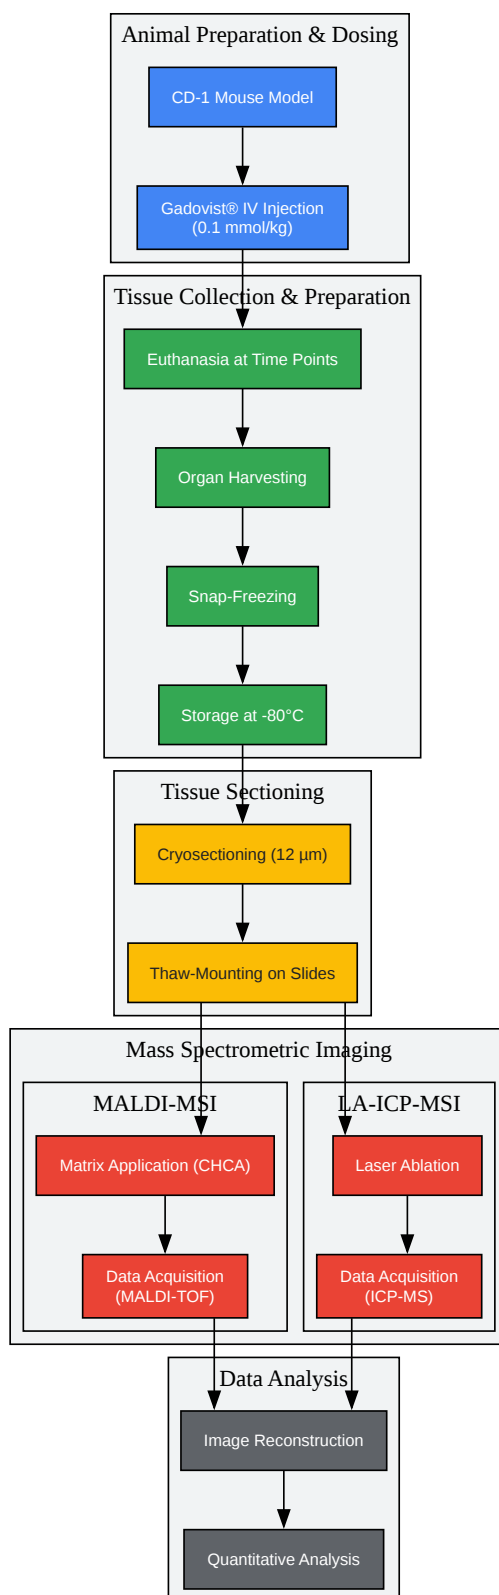 Animal Preparation & Dosing
CD-1 Mouse Model
Gadovist® IV Injection
(0.1 mmol/kg)
Tissue Collection & Preparation
Euthanasia at Time Points
Organ Harvesting
Snap-Freezing
Storage at -80°C
Tissue Sectioning
Cryosectioning (12 µm)
Thaw-Mounting on Slides
Mass Spectrometric Imaging
MALDI-MSI
Matrix Application (CHCA)
Data Acquisition
(MALDI-TOF)
LA-ICP-MSI
Laser Ablation
Data Acquisition
(ICP-MS)
Data Analysis
Image Reconstruction
Quantitative Analysis